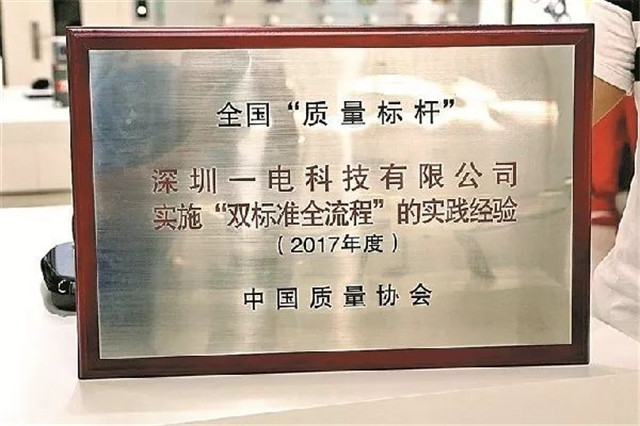 全国“质量标杆”
深圳一电科技有限公司
实施“双标准全流程”的实践经验
(2017年度)
中国质量协会